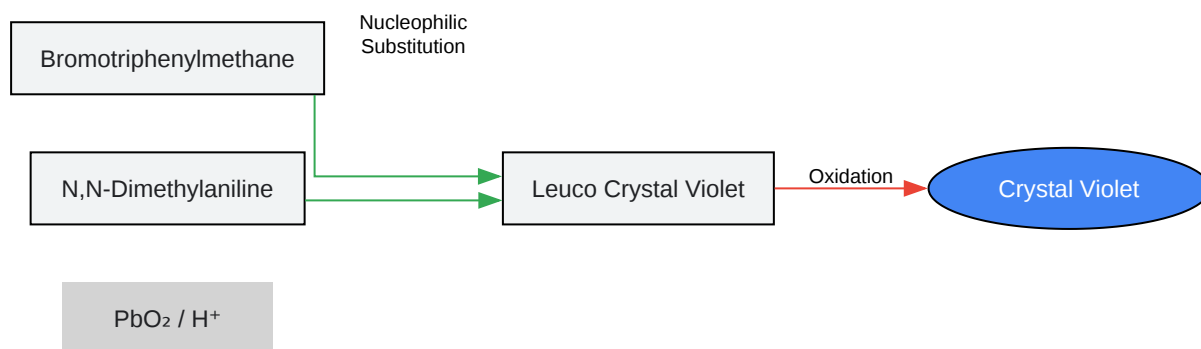 Nucleophilic
Substitution
Bromotriphenylmethane
N,N-Dimethylaniline
Leuco Crystal Violet
Oxidation
Crystal Violet
PbO₂ / H⁺